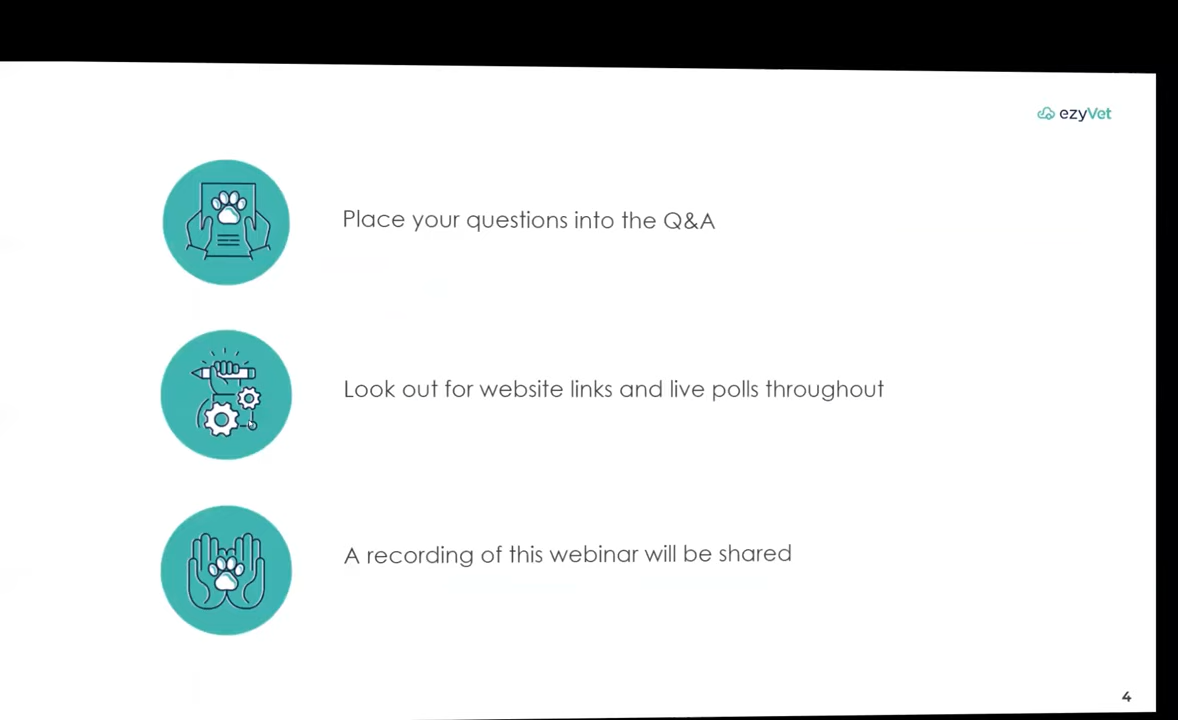 ezyVet
Place your questions into the Q&A
Look out for website links and live polls throughout
A recording of this webinar will be shared
4